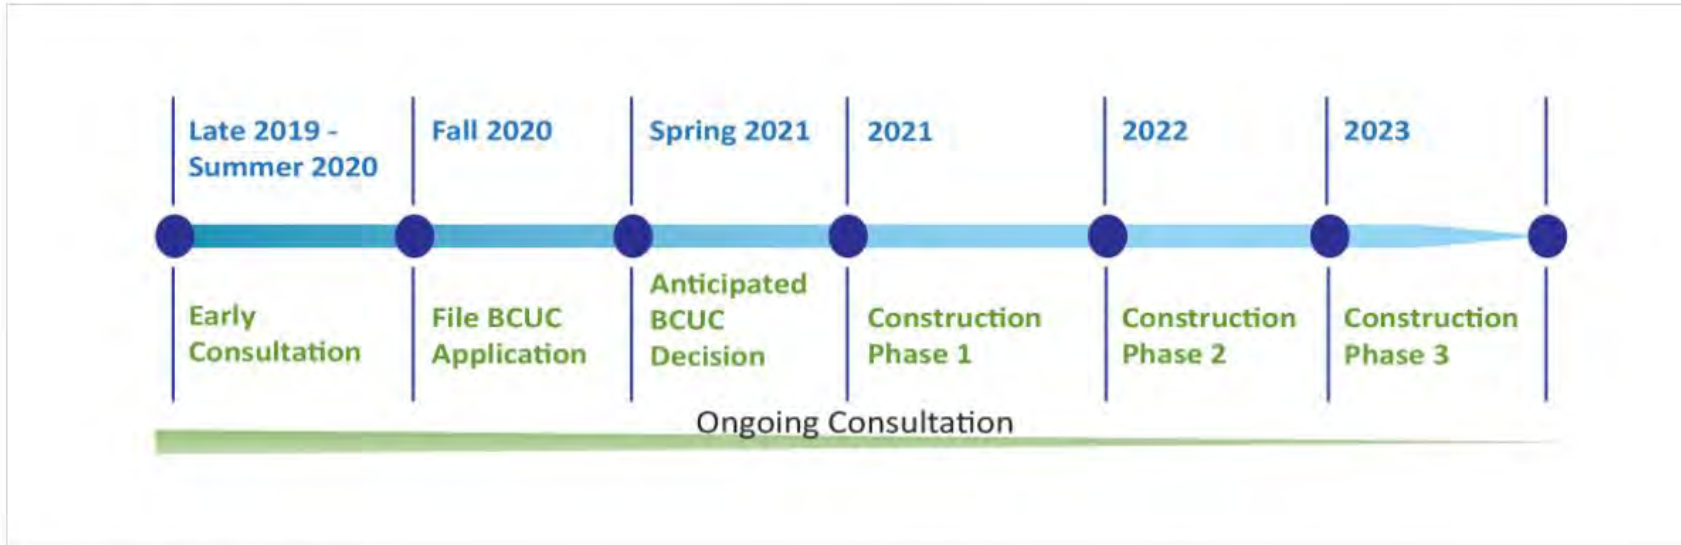 Late 2019 -
Summer 2020
Fall 2020
Spring 2021
2021
2022
2023
Early
Consultation
File BCUC
Application
Anticipated
BCUC
Decision
Construction
Phase 1
Construction
Phase 2
Construction
Phase 3
Ongoing Consultation